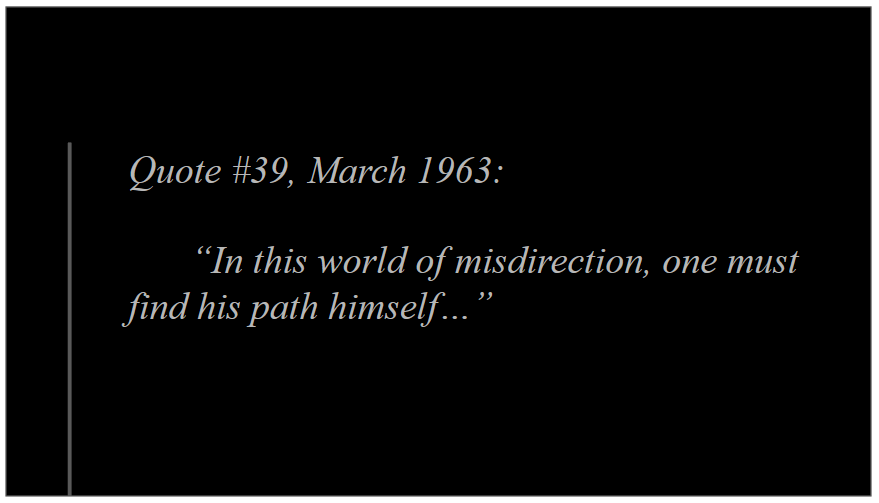 Quote #39, March 1963:
“In this world of misdirection, one must
find his path himself…”